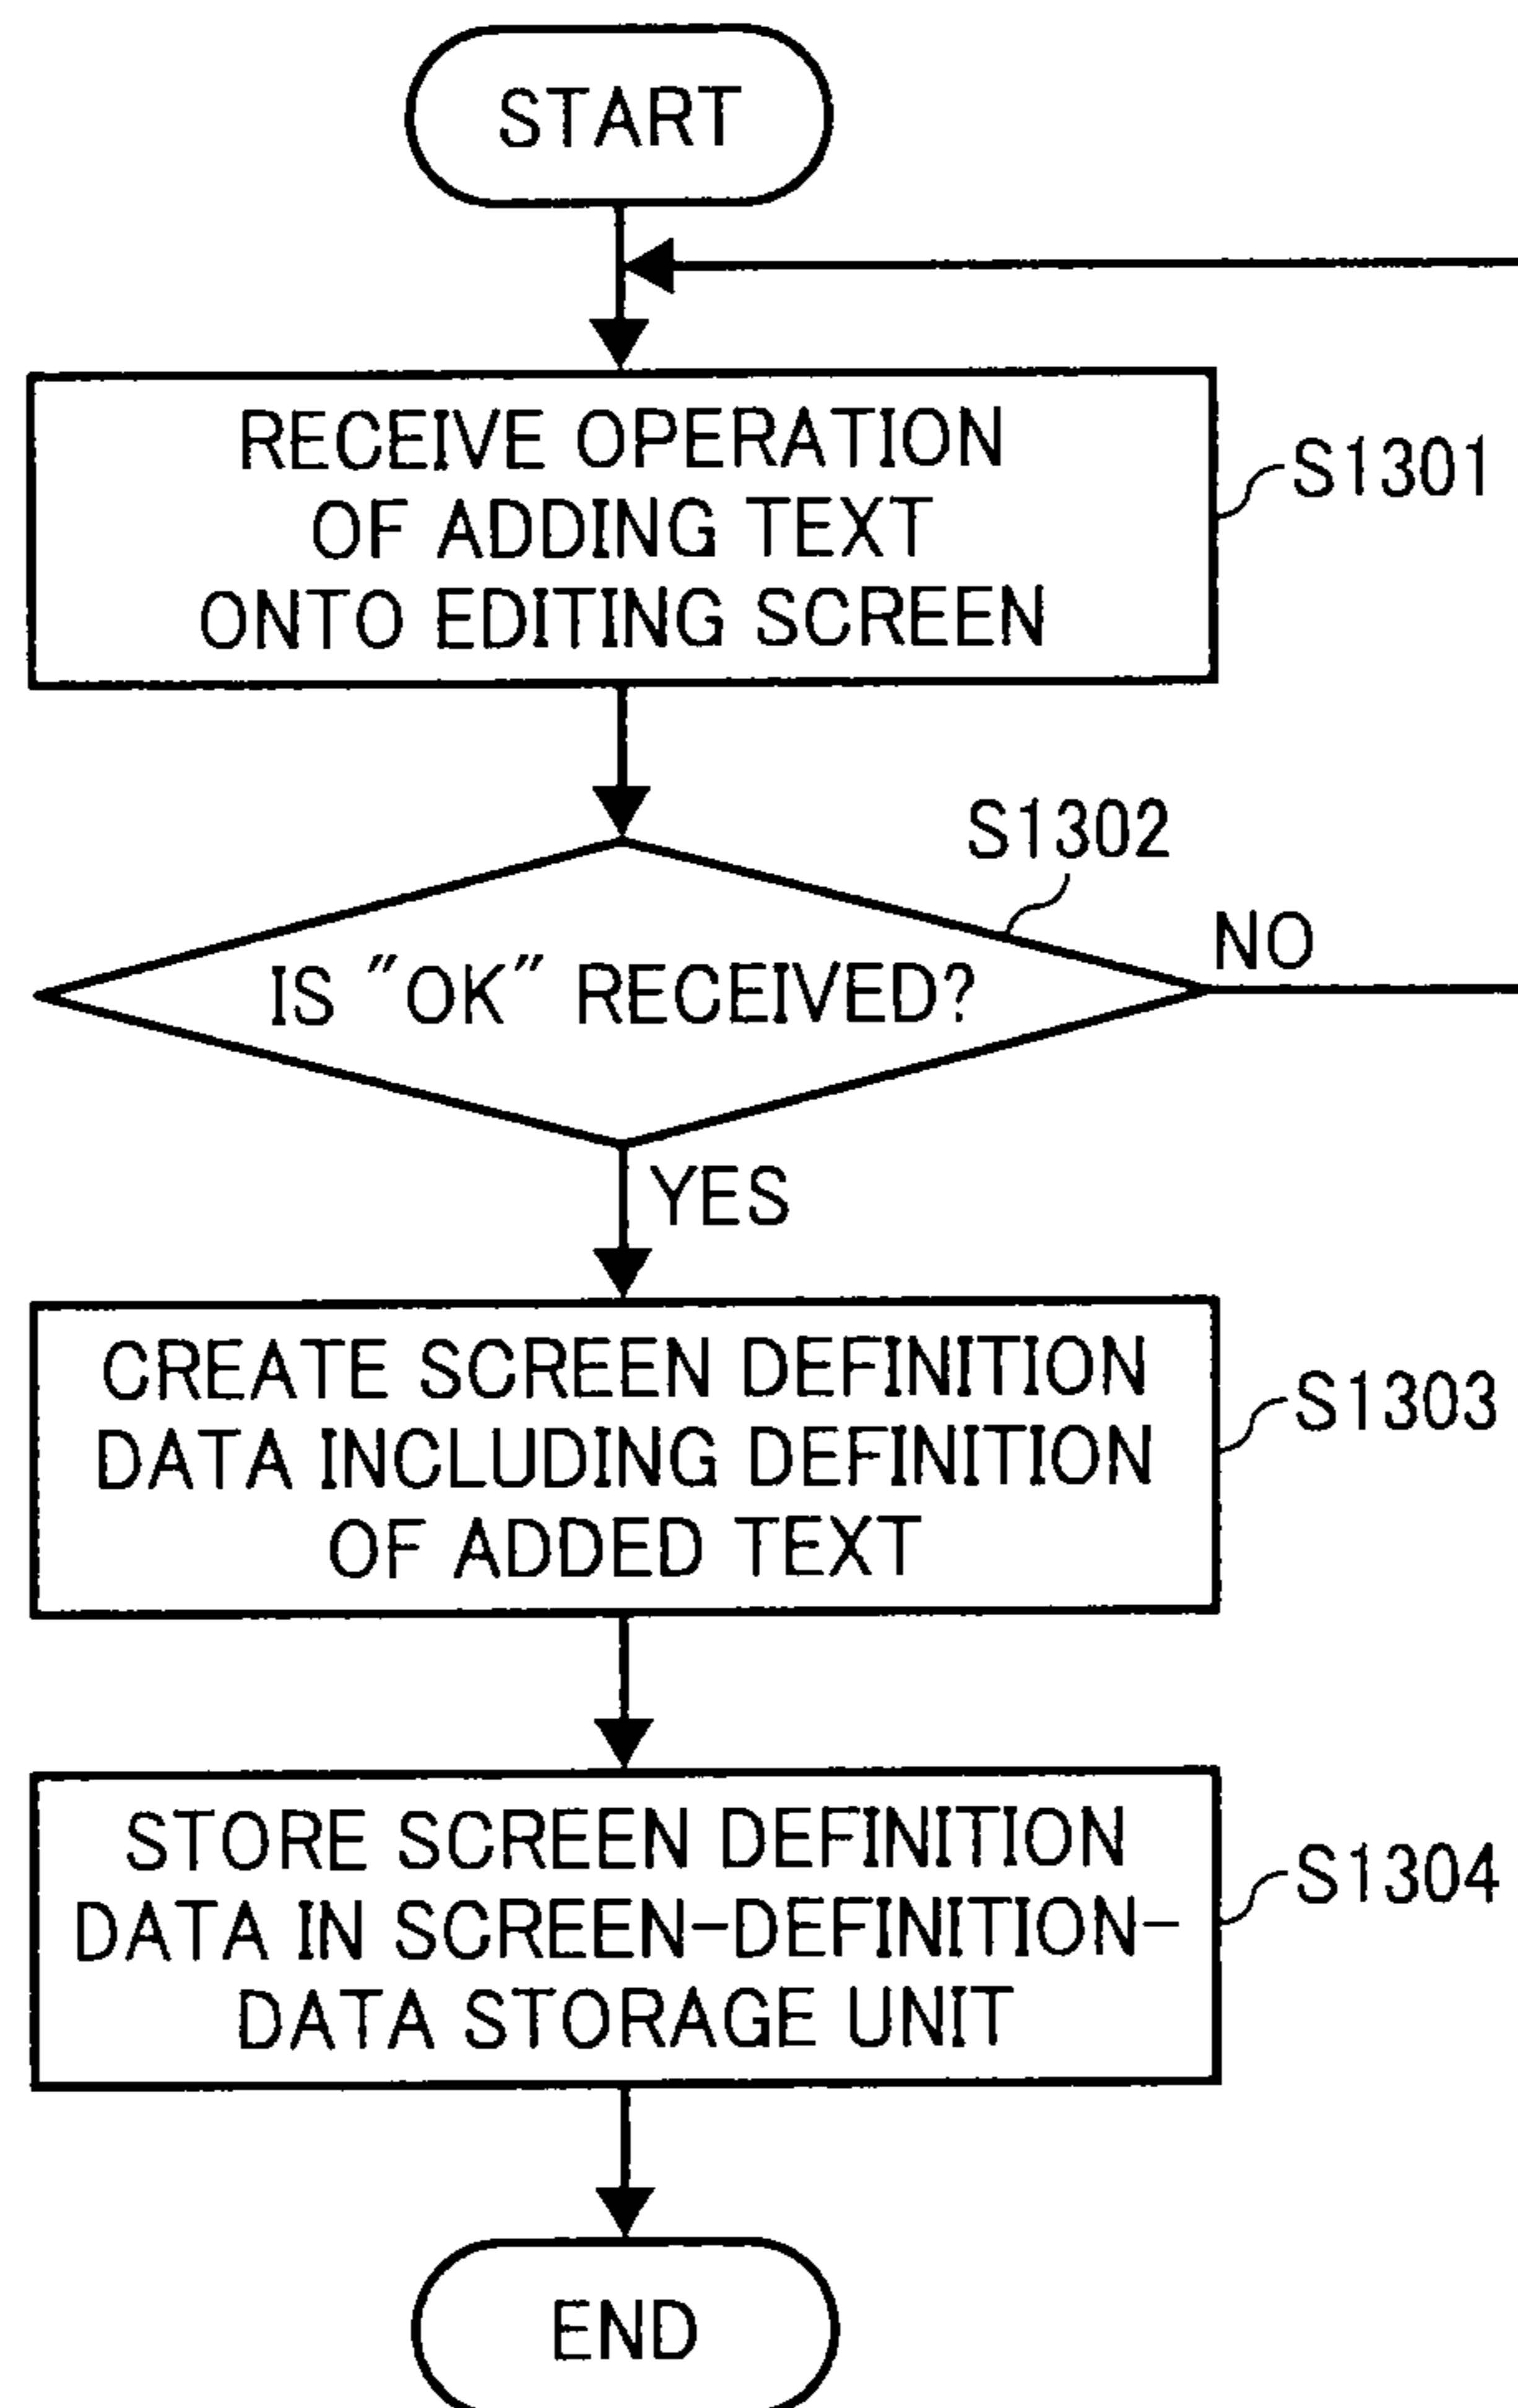 START
RECEIVE OPERATION
OF ADDING TEXT
ONTO EDITING SCREEN
S1301
S1302
IS "OK" RECEIVED?
NO
YES
CREATE SCREEN DEFINITION
DATA INCLUDING DEFINITION
OF ADDED TEXT
S1303
STORE SCREEN DEFINITION
DATA IN SCREEN-DEFINITION-
DATA STORAGE UNIT
S1304
END